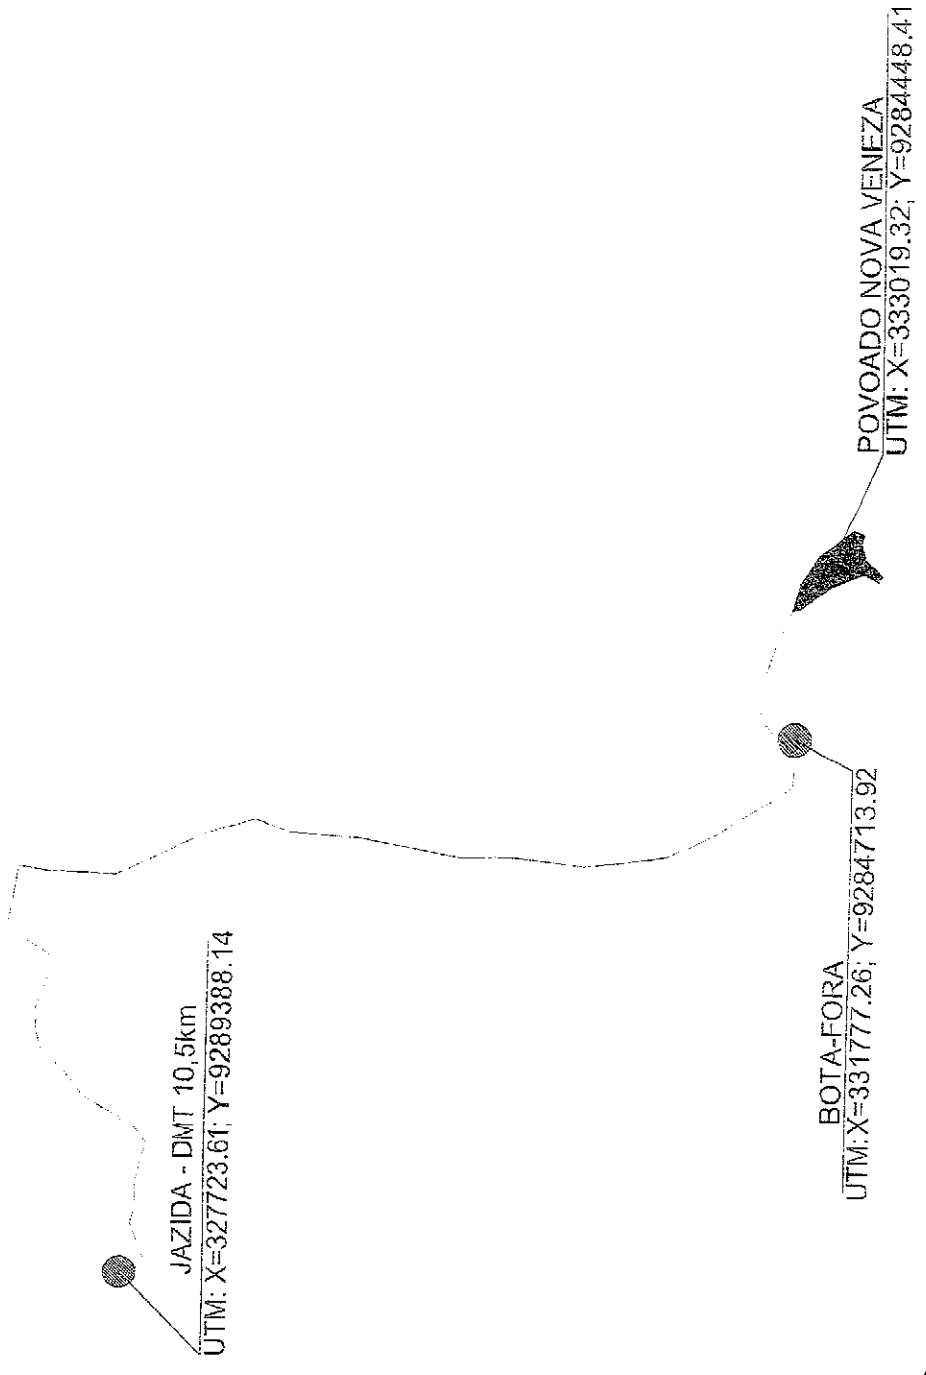 JAZIDA - DMT 10,5km
UTM: X=327723.61; Y=9289388.14
BOTA-FORA
UTM: X=331777.26; Y=9284713.92
POVOADO NOVA VENEZA
UTM: X=333019.32; Y=9284448.41